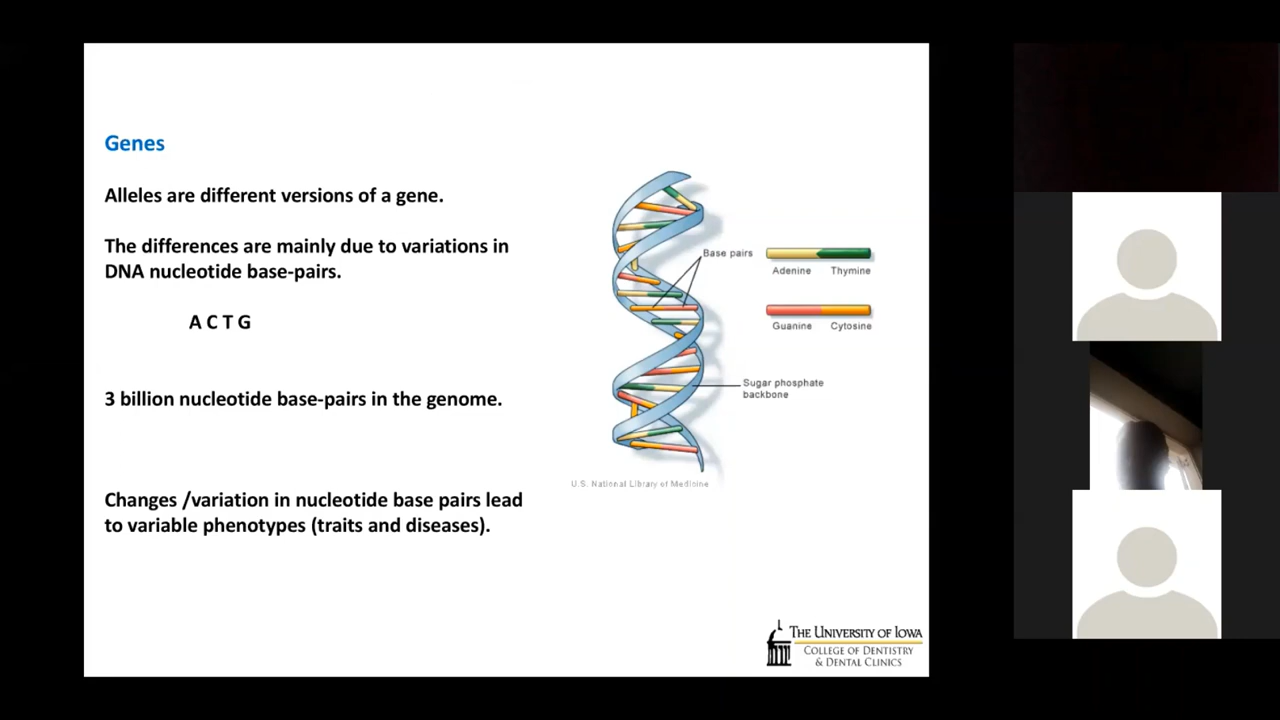 Genes
Alleles are different versions of a gene.
The differences are mainly due to variations in
DNA nucleotide base-pairs.
A C T G
3 billion nucleotide base-pairs in the genome.
Changes /variation in nucleotide base pairs lead
to variable phenotypes (traits and diseases).
Base pairs
Adenine Thymine
Guanine Cytosine
Sugar phosphate
backbone
U.S. National Library of Medicine
THE UNIVERSITY OF IOWA
COLLEGE OF DENTISTRY
& DENTAL CLINICS